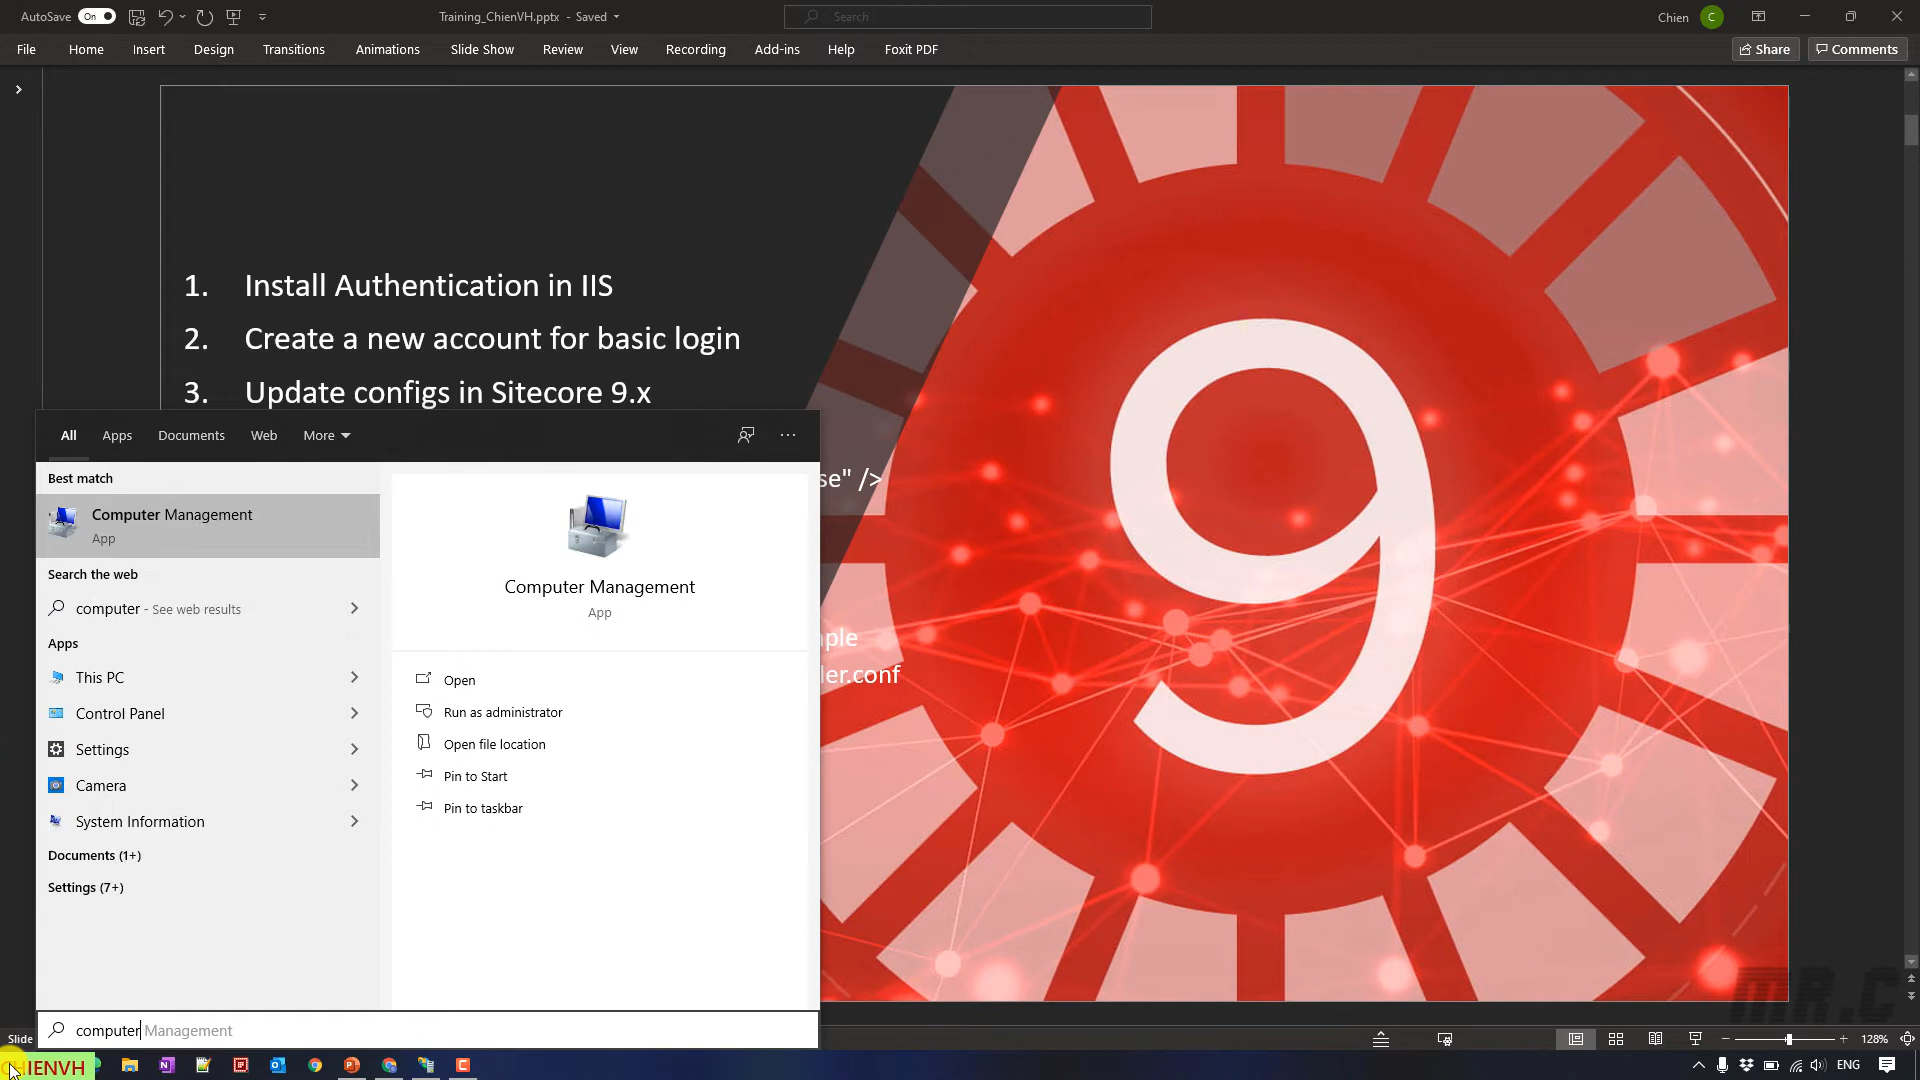 AutoSave On Training_ChienVH.pptx - Saved Search Chien C
File Home Insert Design Transitions Animations Slide Show Review View Recording Add-ins Help Foxit PDF Share Comments
1. Install Authentication in IIS
2. Create a new account for basic login
3. Update configs in Sitecore 9.x
se" />
ple
ler.conf
9
All Apps Documents Web More
Best match
Computer Management
App
Search the web
computer - See web results
Apps
This PC
Control Panel
Settings
Camera
System Information
Documents (1+)
Settings (7+)
Computer Management
App
Open
Run as administrator
Open file location
Pin to Start
Pin to taskbar
computer Management
MR.C
Slide
128%
CHIENVH
ENG